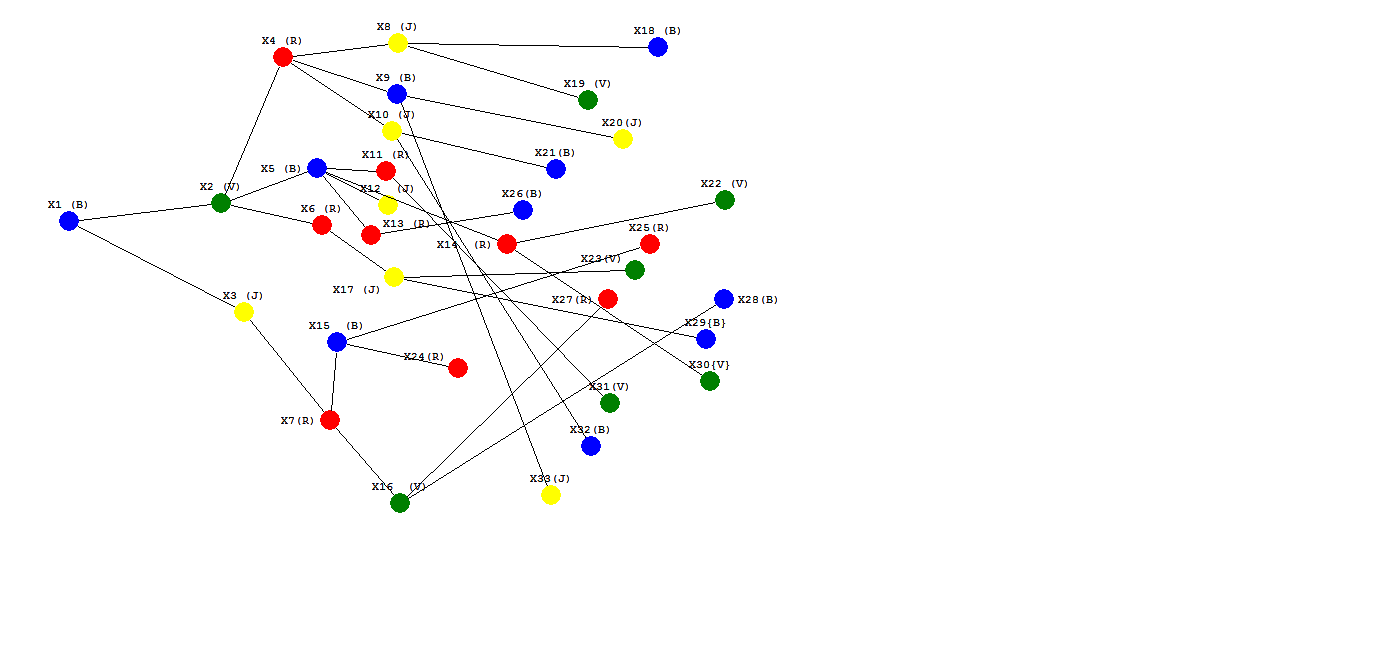 X8 (J)
X18 (B)
X4 (R)
X9 (B)
X19 (V)
X10 (J)
X20(J)
X11 (R)
X21(B)
X5 (B)
X2 (V)
X12 (J)
X22 (V)
X26(B)
X1 (B)
X6 (R)
X13 (R)
X25(R)
X14 (R)
X23(V)
X17 (J)
X3 (J)
X27(R)
X28(B)
X15 (B)
X29{B}
X24(R)
X30{V}
X31(V)
X7(R)
X32(B)
X33(J)
X16 (V)